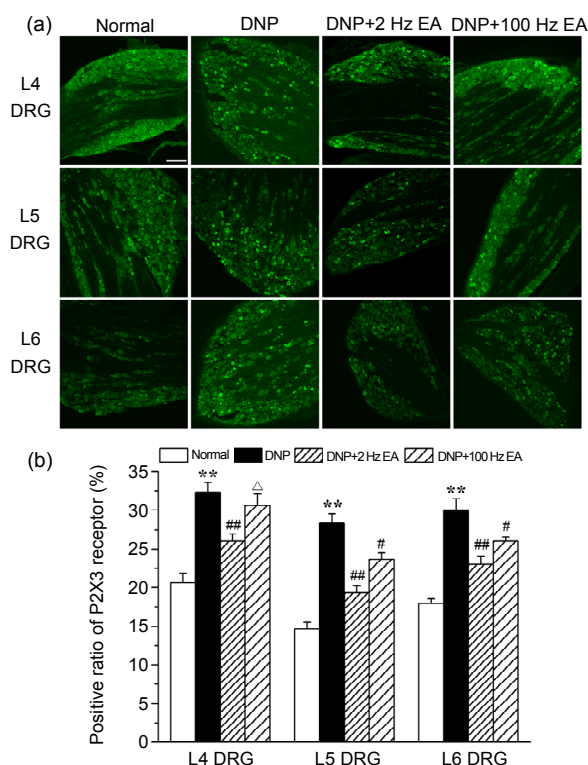 (a)
Normal DNP DNP+2 Hz EA DNP+100 Hz EA
L4
DRG
L5
DRG
L6
DRG
(b)
Normal DNP DNP+2 Hz EA DNP+100 Hz EA
Positive ratio of P2X3 receptor (%)
35
30
25
20
15
10
5
0
** ## △
** ## #
** ## #
L4 DRG L5 DRG L6 DRG